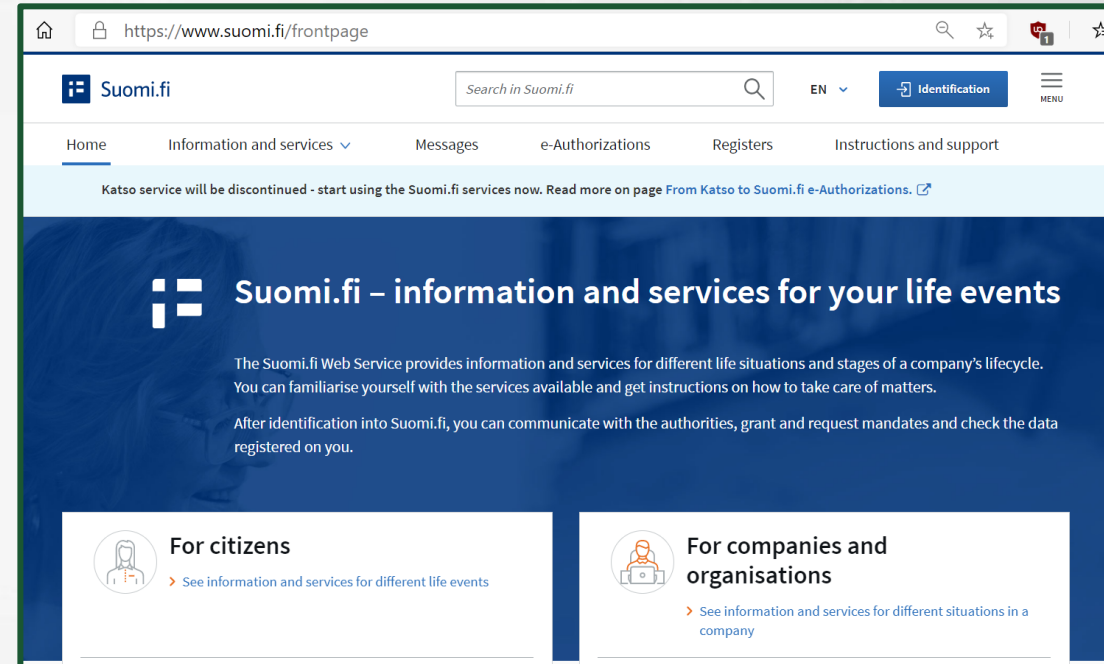 https://www.suomi.fi/frontpage
1
Suomi.fi
Search in Suomi.fi
EN
Identification
MENU
Home Information and services Messages e-Authorizations Registers Instructions and support
Katso service will be discontinued - start using the Suomi.fi services now. Read more on page From Katso to Suomi.fi e-Authorizations.
Suomi.fi – information and services for your life events
The Suomi.fi Web Service provides information and services for different life situations and stages of a company’s lifecycle.
You can familiarise yourself with the services available and get instructions on how to take care of matters.
After identification into Suomi.fi, you can communicate with the authorities, grant and request mandates and check the data
registered on you.
For citizens
See information and services for different life events
For companies and
organisations
See information and services for different situations in a
company